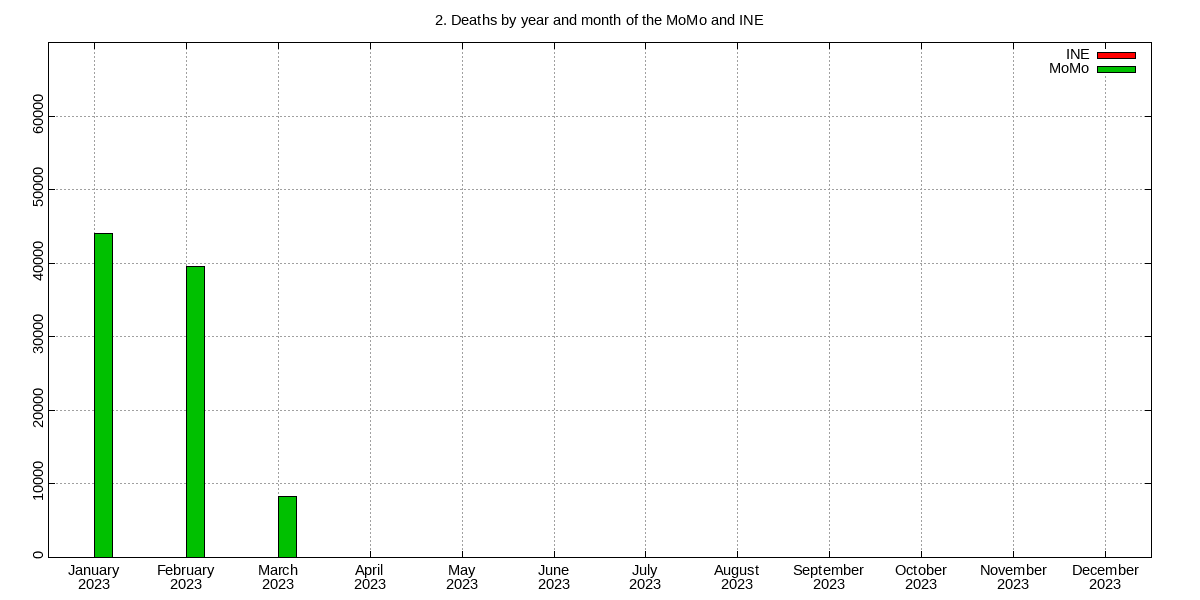 2. Deaths by year and month of the MoMo and INE
INE
MoMo
60000
50000
40000
30000
20000
10000
0
January February March April May June July August September October November December
2023 2023 2023 2023 2023 2023 2023 2023 2023 2023 2023 2023